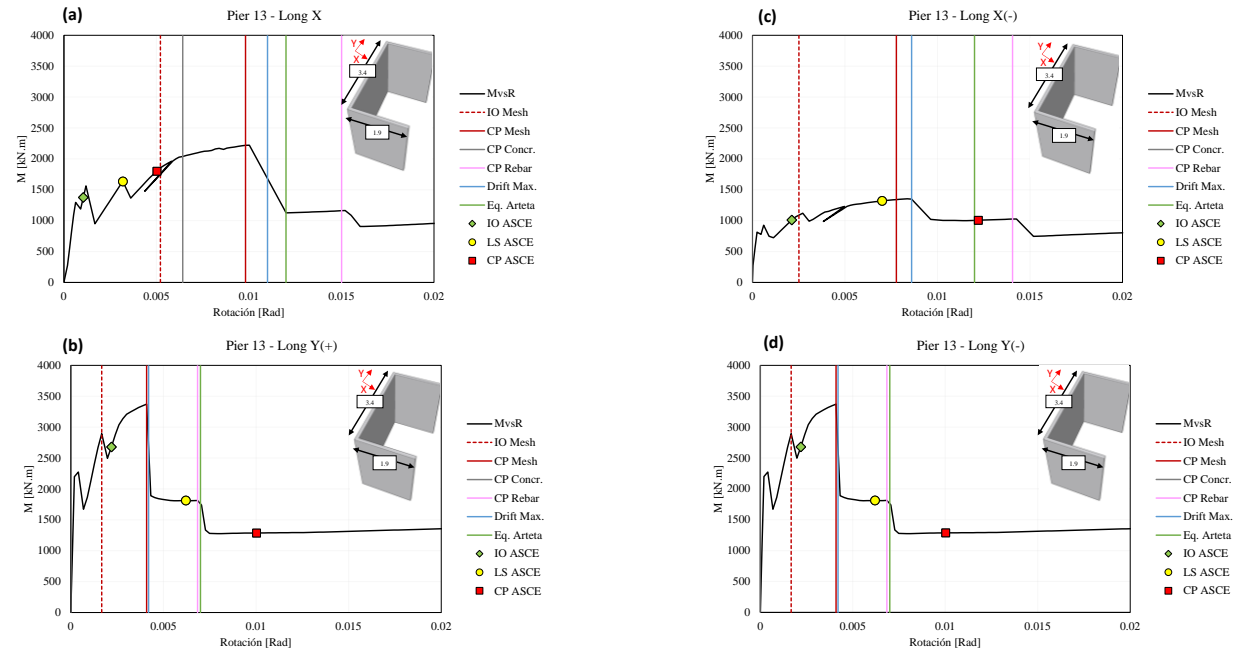 (a)
Pier 13 - Long X
4000
3500
3000
2500
2000
1500
1000
500
0
M [kN.m]
0
0.005
0.01
0.015
0.02
Rotación [Rad]
Y
X
3.4
1.9
MvsR
IO Mesh
CP Mesh
CP Concr.
CP Rebar
Drift Max.
Eq. Arteta
IO ASCE
LS ASCE
CP ASCE
(c)
Pier 13 - Long X(-)
4000
3500
3000
2500
2000
1500
1000
500
0
M [kN.m]
0
0.005
0.01
0.015
0.02
Rotación [Rad]
Y
X
3.4
1.9
MvsR
IO Mesh
CP Mesh
CP Concr.
CP Rebar
Drift Max.
Eq. Arteta
IO ASCE
LS ASCE
CP ASCE
(b)
Pier 13 - Long Y(+)
4000
3500
3000
2500
2000
1500
1000
500
0
M [kN.m]
0
0.005
0.01
0.015
0.02
Rotación [Rad]
Y
X
3.4
1.9
MvsR
IO Mesh
CP Mesh
CP Concr.
CP Rebar
Drift Max.
Eq. Arteta
IO ASCE
LS ASCE
CP ASCE
(d)
Pier 13 - Long Y(-)
4000
3500
3000
2500
2000
1500
1000
500
0
M [kN.m]
0
0.005
0.01
0.015
0.02
Rotación [Rad]
Y
X
3.4
1.9
MvsR
IO Mesh
CP Mesh
CP Concr.
CP Rebar
Drift Max.
Eq. Arteta
IO ASCE
LS ASCE
CP ASCE